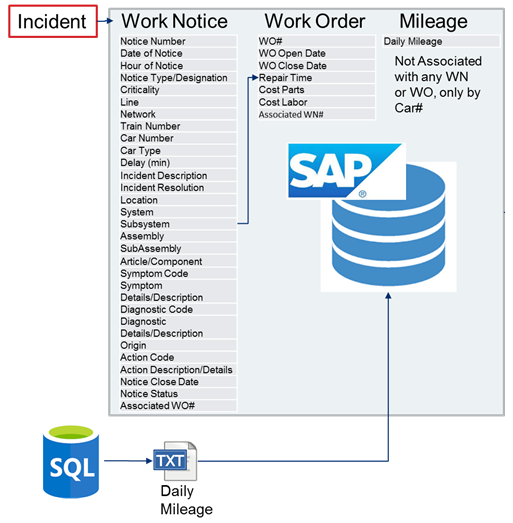 Incident
Work Notice
Notice Number
Date of Notice
Hour of Notice
Notice Type/Designation
Criticality
Line
Network
Train Number
Car Number
Car Type
Delay (min)
Incident Description
Incident Resolution
Location
System
Subsystem
Assembly
SubAssembly
Article/Component
Symptom Code
Symptom
Details/Description
Diagnostic Code
Diagnostic
Details/Description
Origin
Action Code
Action Description/Details
Notice Close Date
Notice Status
Associated WO#
Work Order
WO#
WO Open Date
WO Close Date
Repair Time
Cost Parts
Cost Labor
Associated WN#
Mileage
Daily Mileage
Not Associated
with any WN
or WO, only by
Car#
SAP
®
SQL
TXT
Daily
Mileage